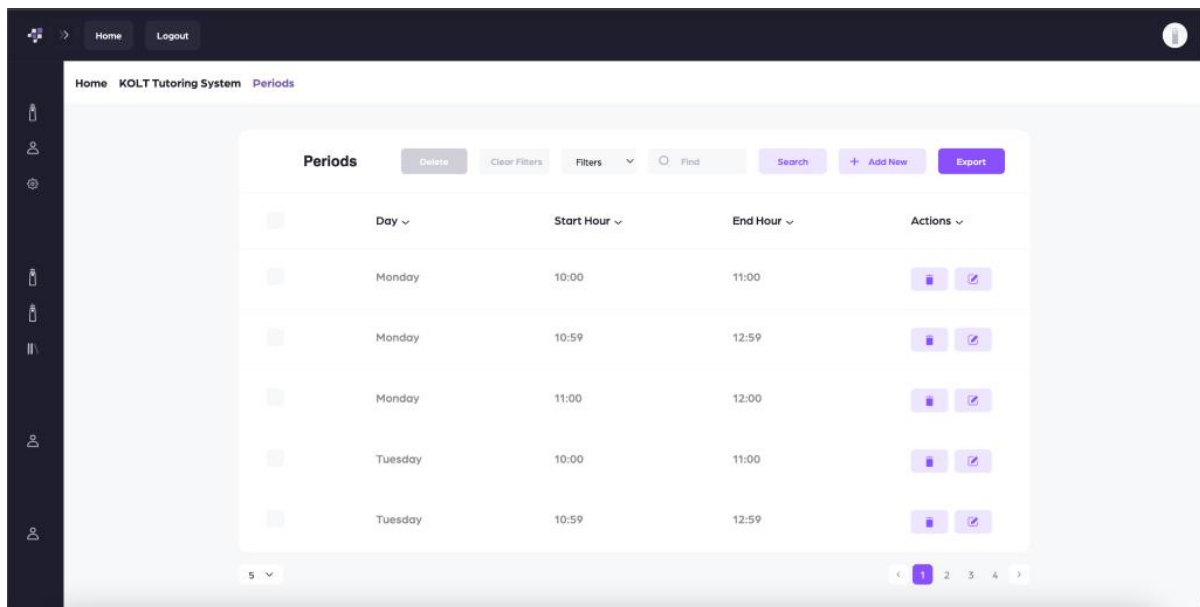 Home Logout
Home KOLT Tutoring System Periods
Periods Delete Clear Filters Filters Find Search + Add New Export
Day Start Hour End Hour Actions
Monday 10:00 11:00
Monday 10:59 12:59
Monday 11:00 12:00
Tuesday 10:00 11:00
Tuesday 10:59 12:59
5 1 2 3 4